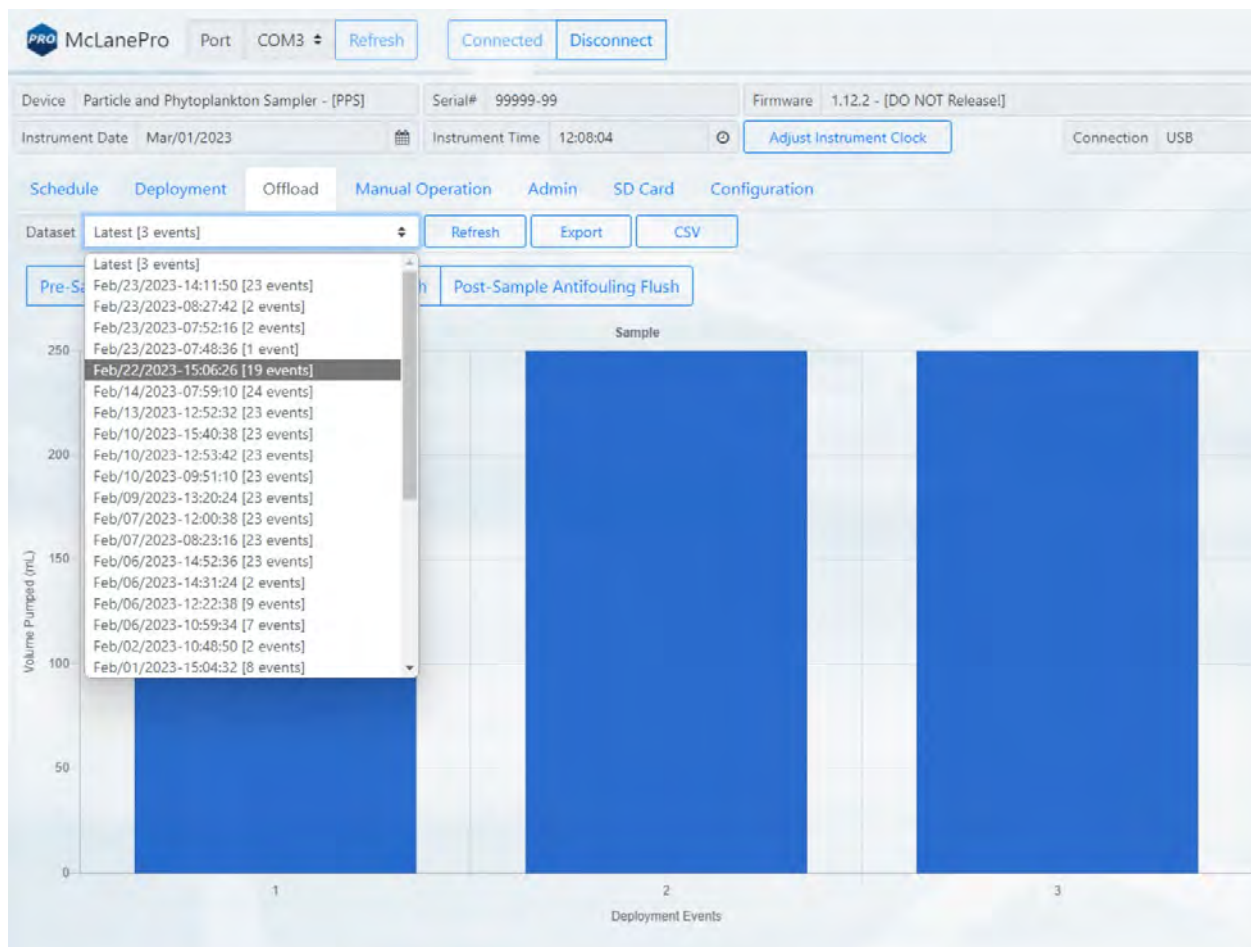 PRO McLanePro Port COM3 Refresh Connected Disconnect
Device Particle and Phytoplankton Sampler - [PPS] Serial# 99999-99 Firmware 1.12.2 - [DO NOT Release!]
Instrument Date Mar/01/2023 Instrument Time 12:08:04 Adjust Instrument Clock Connection USB
Schedule Deployment Offload Manual Operation Admin SD Card Configuration
Dataset Latest [3 events] Refresh Export CSV
Latest [3 events]
Feb/23/2023-14:11:50 [23 events]
Feb/23/2023-08:27:42 [2 events]
Feb/23/2023-07:52:16 [2 events]
Feb/23/2023-07:48:36 [1 event]
Feb/22/2023-15:06:26 [19 events]
Feb/14/2023-07:59:10 [24 events]
Feb/13/2023-12:52:32 [23 events]
Feb/10/2023-15:40:38 [23 events]
Feb/10/2023-12:53:42 [23 events]
Feb/10/2023-09:51:10 [23 events]
Feb/09/2023-13:20:24 [23 events]
Feb/07/2023-12:00:38 [23 events]
Feb/07/2023-08:23:16 [23 events]
Feb/06/2023-14:52:36 [23 events]
Feb/06/2023-14:31:24 [2 events]
Feb/06/2023-12:22:38 [9 events]
Feb/06/2023-10:59:34 [7 events]
Feb/02/2023-10:48:50 [2 events]
Feb/01/2023-15:04:32 [8 events]
Post-Sample Antifouling Flush
Sample
Volume Pumped (mL)
250
200
150
100
50
0
1 2 3
Deployment Events